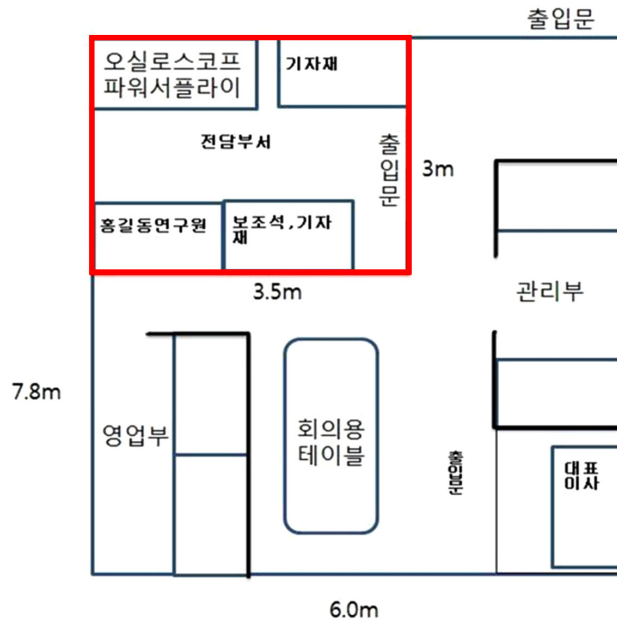 출입문
오실로스코프
파워서플라이
기자재
전담부서
출입문
3m
홍길동연구원
보조석,기자
재
3.5m
관리부
7.8m
영업부
회의용
테이블
출입문
대표
이사
6.0m